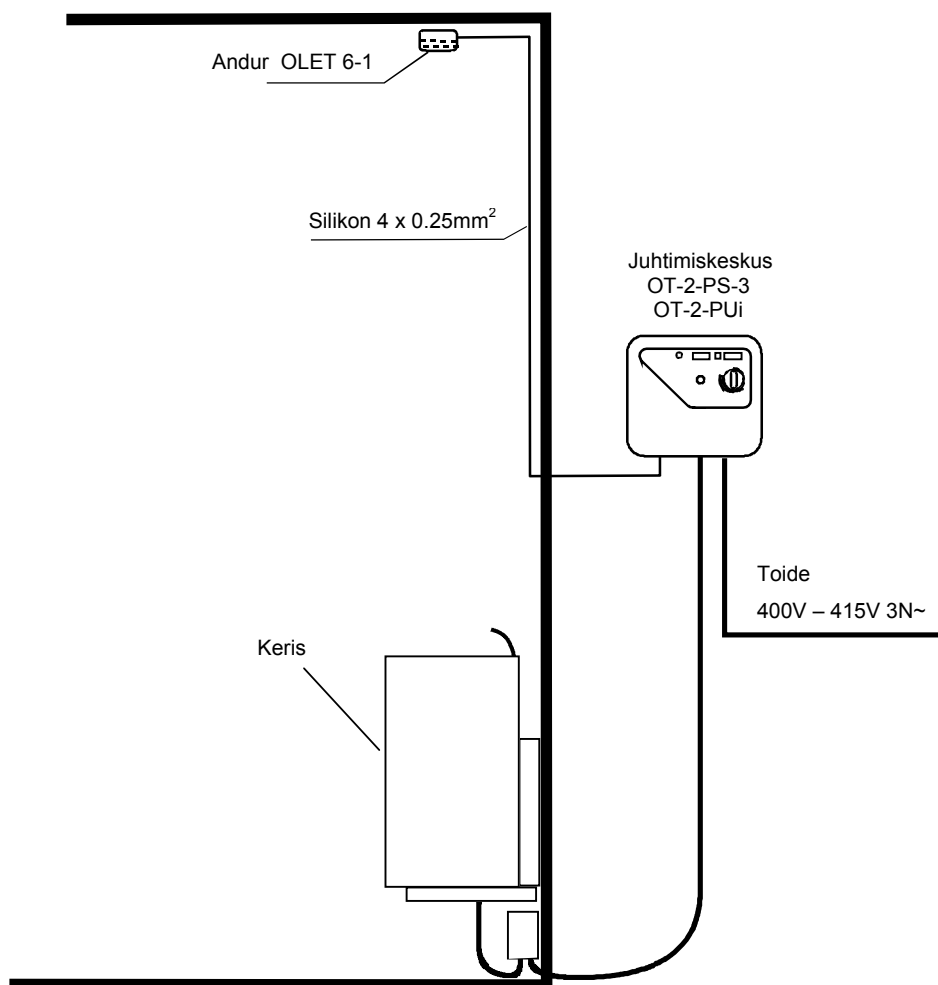 Andur OLET 6-1
Silikon 4 x 0.25mm²
Juhtimiskeskus
OT-2-PS-3
OT-2-PUi
Toide
400V – 415V 3N~
Keris